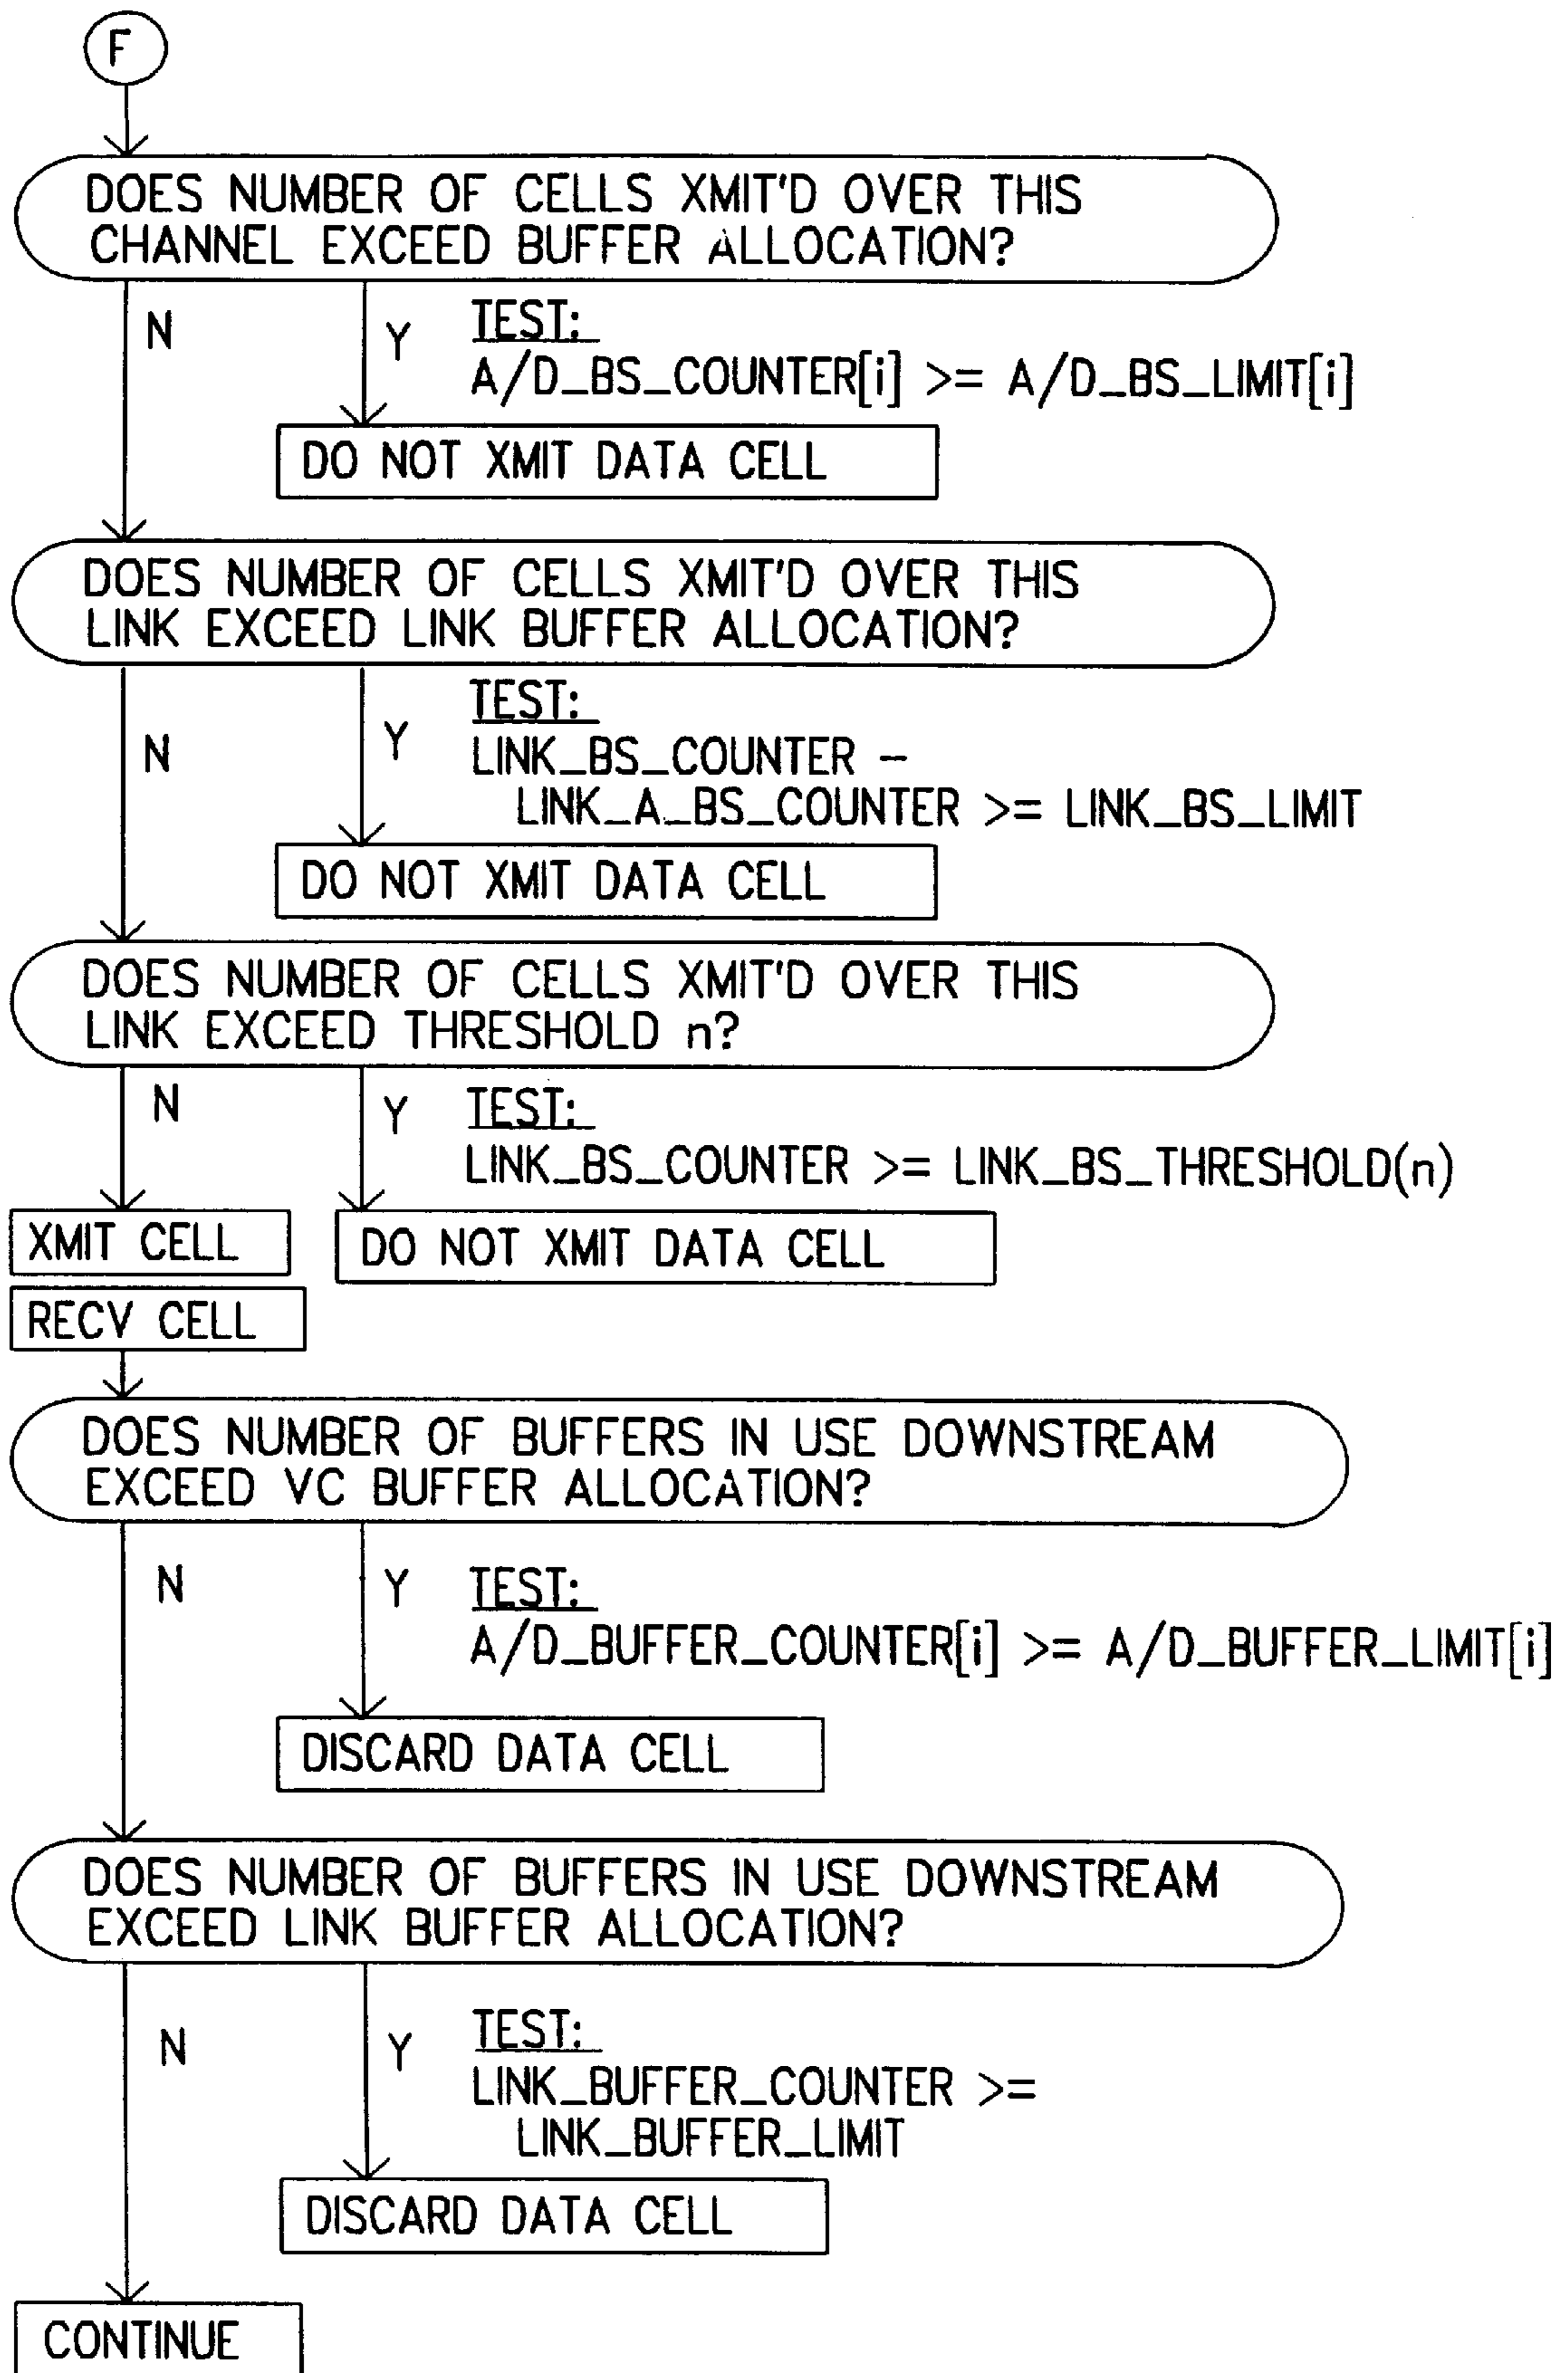 F
DOES NUMBER OF CELLS XMIT'D OVER THIS
CHANNEL EXCEED BUFFER ALLOCATION?
N
Y
TEST:
A/D_BS_COUNTER[i] >= A/D_BS_LIMIT[i]
DO NOT XMIT DATA CELL
DOES NUMBER OF CELLS XMIT'D OVER THIS
LINK EXCEED LINK BUFFER ALLOCATION?
N
Y
TEST:
LINK_BS_COUNTER –
LINK_A_BS_COUNTER >= LINK_BS_LIMIT
DO NOT XMIT DATA CELL
DOES NUMBER OF CELLS XMIT'D OVER THIS
LINK EXCEED THRESHOLD n?
N
Y
TEST:
LINK_BS_COUNTER >= LINK_BS_THRESHOLD(n)
XMIT CELL
DO NOT XMIT DATA CELL
RECV CELL
DOES NUMBER OF BUFFERS IN USE DOWNSTREAM
EXCEED VC BUFFER ALLOCATION?
N
Y
TEST:
A/D_BUFFER_COUNTER[i] >= A/D_BUFFER_LIMIT[i]
DISCARD DATA CELL
DOES NUMBER OF BUFFERS IN USE DOWNSTREAM
EXCEED LINK BUFFER ALLOCATION?
N
Y
TEST:
LINK_BUFFER_COUNTER >=
LINK_BUFFER_LIMIT
DISCARD DATA CELL
CONTINUE